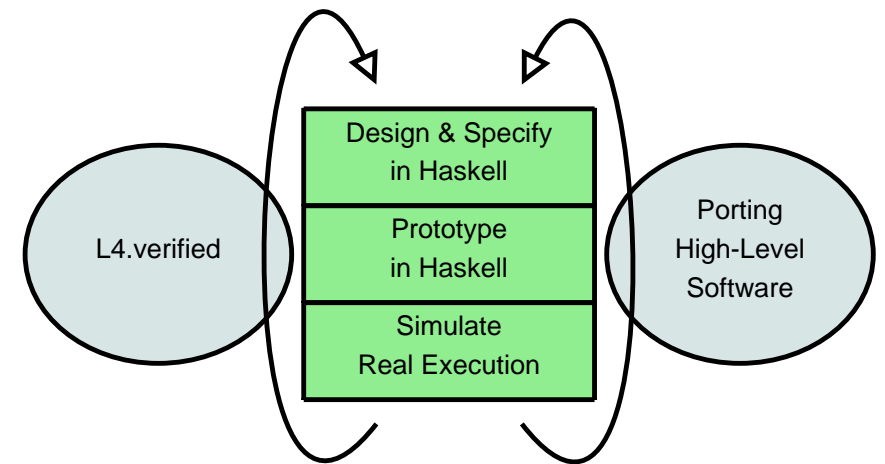 Design & Specify
in Haskell
L4.verified
Prototype
in Haskell
Porting
High-Level
Software
Simulate
Real Execution